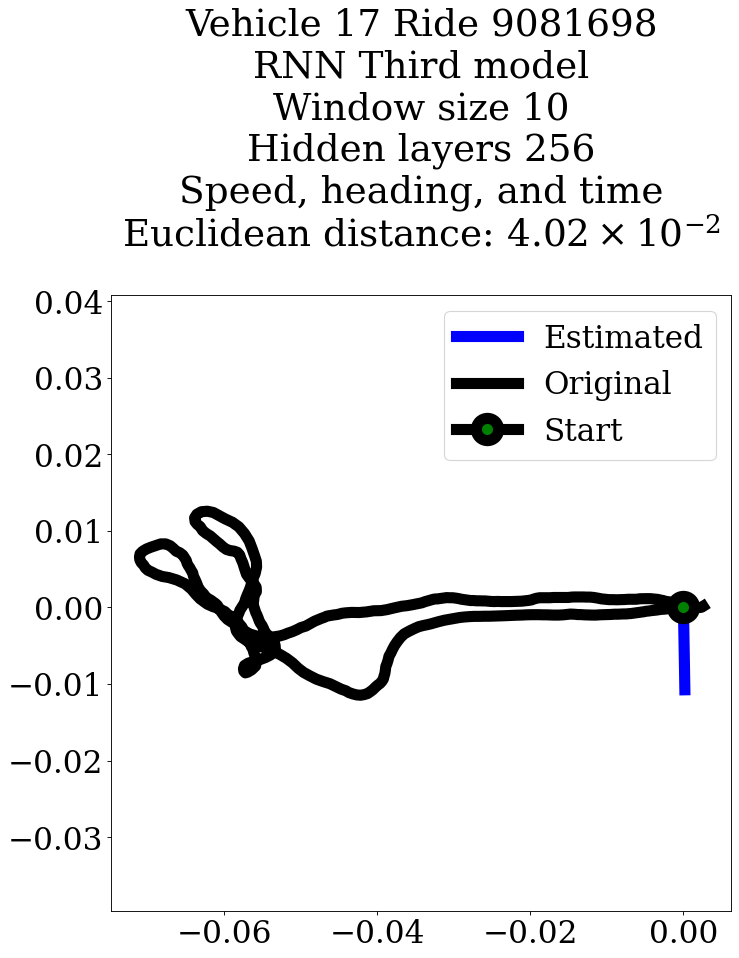 Vehicle 17 Ride 9081698
RNN Third model
Window size 10
Hidden layers 256
Speed, heading, and time
Euclidean distance: 4.02 × 10⁻²
Estimated
Original
Start
0.04
0.03
0.02
0.01
0.00
−0.01
−0.02
−0.03
−0.06
−0.04
−0.02
0.00